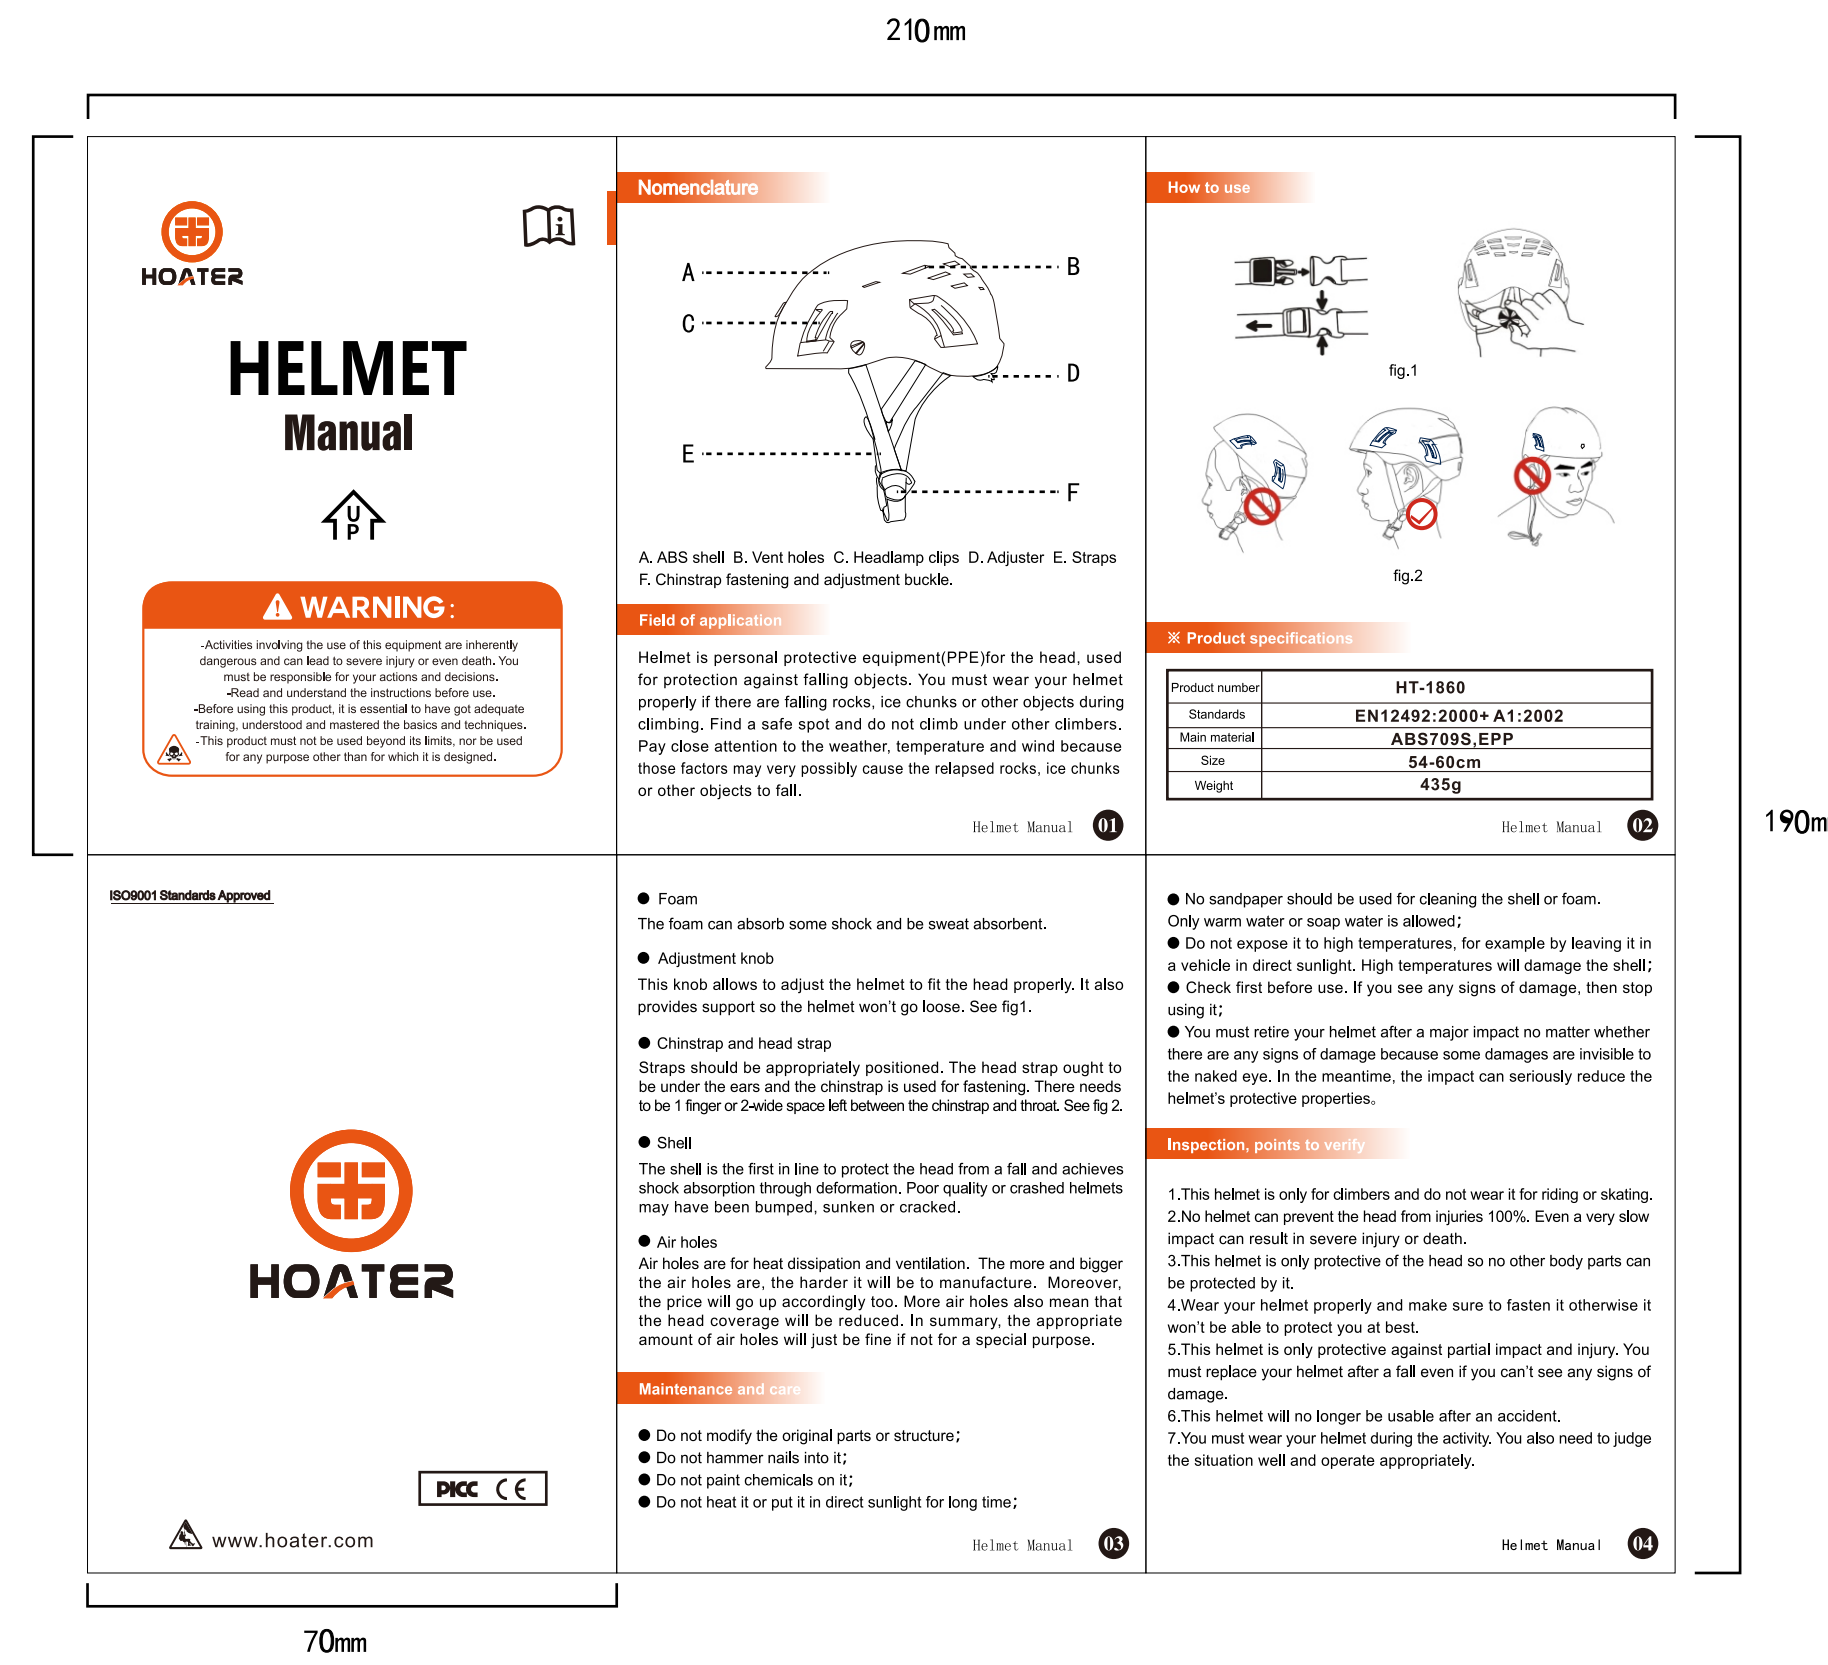 210mm
HOATER
i
HELMET
Manual
UP
WARNING:
-Activities involving the use of this equipment are inherently
dangerous and can lead to severe injury or even death. You
must be responsible for your actions and decisions.
-Read and understand the instructions before use.
-Before using this product, it is essential to have got adequate
training, understood and mastered the basics and techniques.
-This product must not be used beyond its limits, nor be used
for any purpose other than for which it is designed.
Nomenclature
A
B
C
D
E
F
A. ABS shell B. Vent holes C. Headlamp clips D. Adjuster E. Straps
F. Chinstrap fastening and adjustment buckle.
Field of application
Helmet is personal protective equipment(PPE)for the head, used
for protection against falling objects. You must wear your helmet
properly if there are falling rocks, ice chunks or other objects during
climbing. Find a safe spot and do not climb under other climbers.
Pay close attention to the weather, temperature and wind because
those factors may very possibly cause the relapsed rocks, ice chunks
or other objects to fall.
Helmet Manual 01
How to use
fig.1
fig.2
※ Product specifications
Product number HT-1860
Standards EN12492:2000+ A1:2002
Main material ABS709S,EPP
Size 54-60cm
Weight 435g
Helmet Manual 02
190m
ISO9001 Standards Approved
HOATER
PICC CE
www.hoater.com
● Foam
The foam can absorb some shock and be sweat absorbent.
● Adjustment knob
This knob allows to adjust the helmet to fit the head properly. It also
provides support so the helmet won't go loose. See fig1.
● Chinstrap and head strap
Straps should be appropriately positioned. The head strap ought to
be under the ears and the chinstrap is used for fastening. There needs
to be 1 finger or 2-wide space left between the chinstrap and throat. See fig 2.
● Shell
The shell is the first in line to protect the head from a fall and achieves
shock absorption through deformation. Poor quality or crashed helmets
may have been bumped, sunken or cracked.
● Air holes
Air holes are for heat dissipation and ventilation. The more and bigger
the air holes are, the harder it will be to manufacture. Moreover,
the price will go up accordingly too. More air holes also mean that
the head coverage will be reduced. In summary, the appropriate
amount of air holes will just be fine if not for a special purpose.
Maintenance and care
● Do not modify the original parts or structure;
● Do not hammer nails into it;
● Do not paint chemicals on it;
● Do not heat it or put it in direct sunlight for long time;
Helmet Manual 03
● No sandpaper should be used for cleaning the shell or foam.
Only warm water or soap water is allowed;
● Do not expose it to high temperatures, for example by leaving it in
a vehicle in direct sunlight. High temperatures will damage the shell;
● Check first before use. If you see any signs of damage, then stop
using it;
● You must retire your helmet after a major impact no matter whether
there are any signs of damage because some damages are invisible to
the naked eye. In the meantime, the impact can seriously reduce the
helmet's protective properties。
Inspection, points to verify
1.This helmet is only for climbers and do not wear it for riding or skating.
2.No helmet can prevent the head from injuries 100%. Even a very slow
impact can result in severe injury or death.
3.This helmet is only protective of the head so no other body parts can
be protected by it.
4.Wear your helmet properly and make sure to fasten it otherwise it
won't be able to protect you at best.
5.This helmet is only protective against partial impact and injury. You
must replace your helmet after a fall even if you can't see any signs of
damage.
6.This helmet will no longer be usable after an accident.
7.You must wear your helmet during the activity. You also need to judge
the situation well and operate appropriately.
Helmet Manual 04
70mm